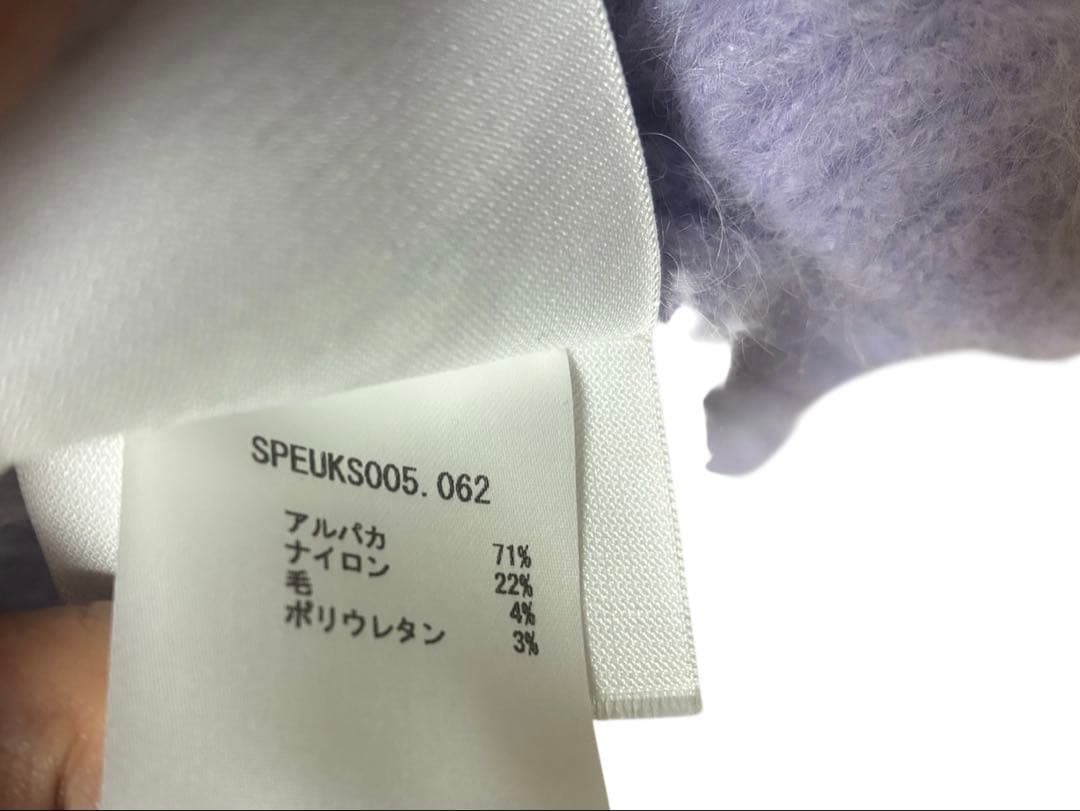 SPEUKS005.062
アルパカ 71%
ナイロン 22%
毛 4%
ポリウレタン 3%